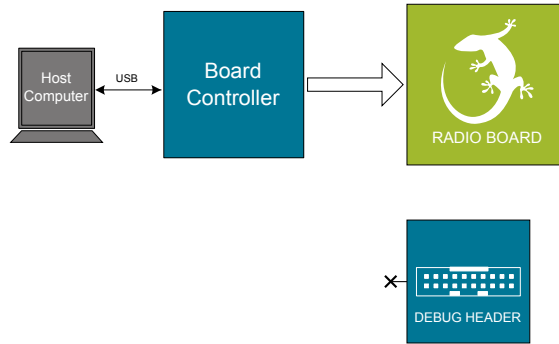 Host
Computer
USB
Board
Controller
RADIO BOARD
DEBUG HEADER